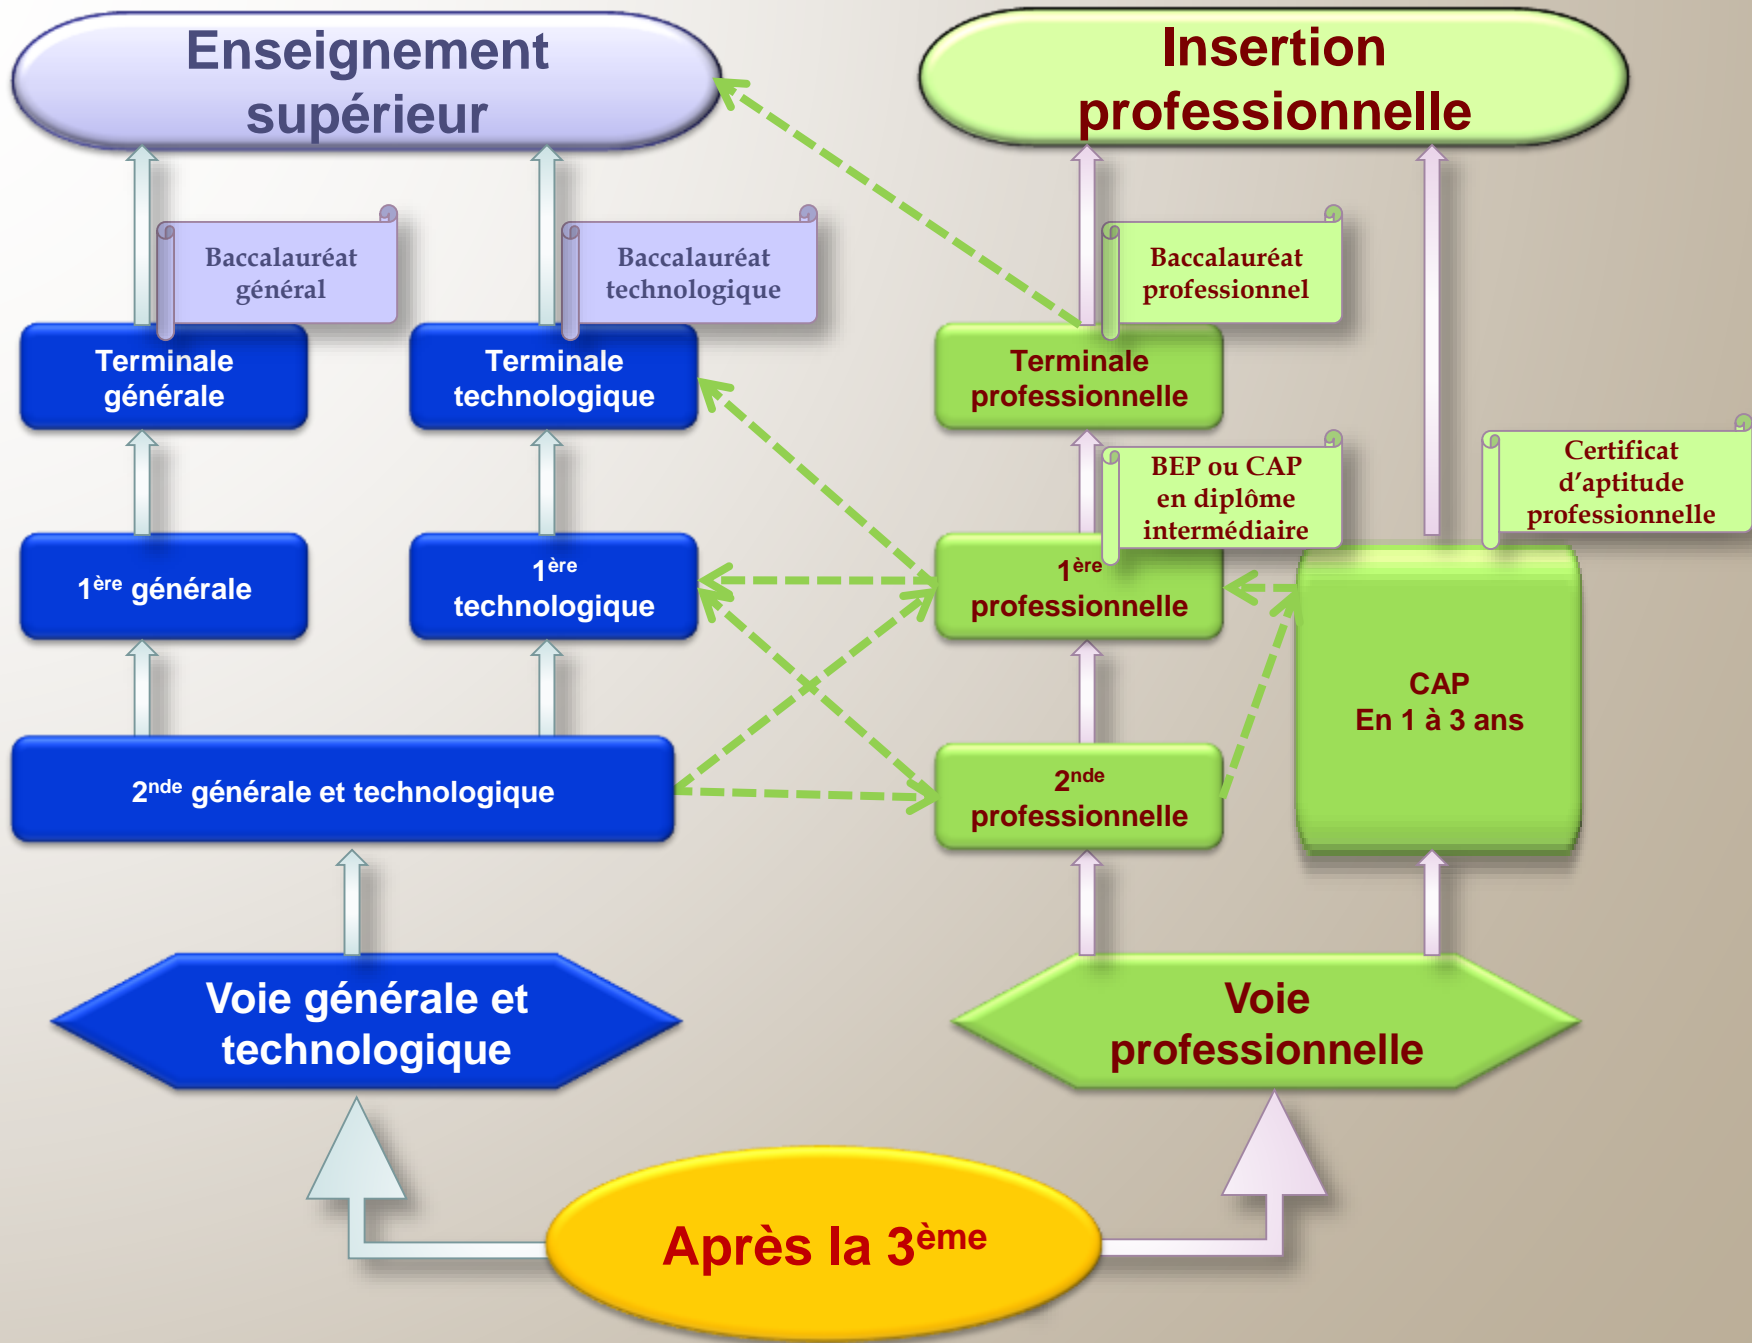 Enseignement
supérieur
Insertion
professionnelle
Baccalauréat
général
Baccalauréat
technologique
Baccalauréat
professionnel
Terminale
générale
Terminale
technologique
Terminale
professionnelle
BEP ou CAP
en diplôme
intermédiaire
Certificat
d’aptitude
professionnelle
1ère générale
1ère
technologique
1ère
professionnelle
CAP
En 1 à 3 ans
2nde générale et technologique
2nde
professionnelle
Voie générale et
technologique
Voie
professionnelle
Après la 3ème